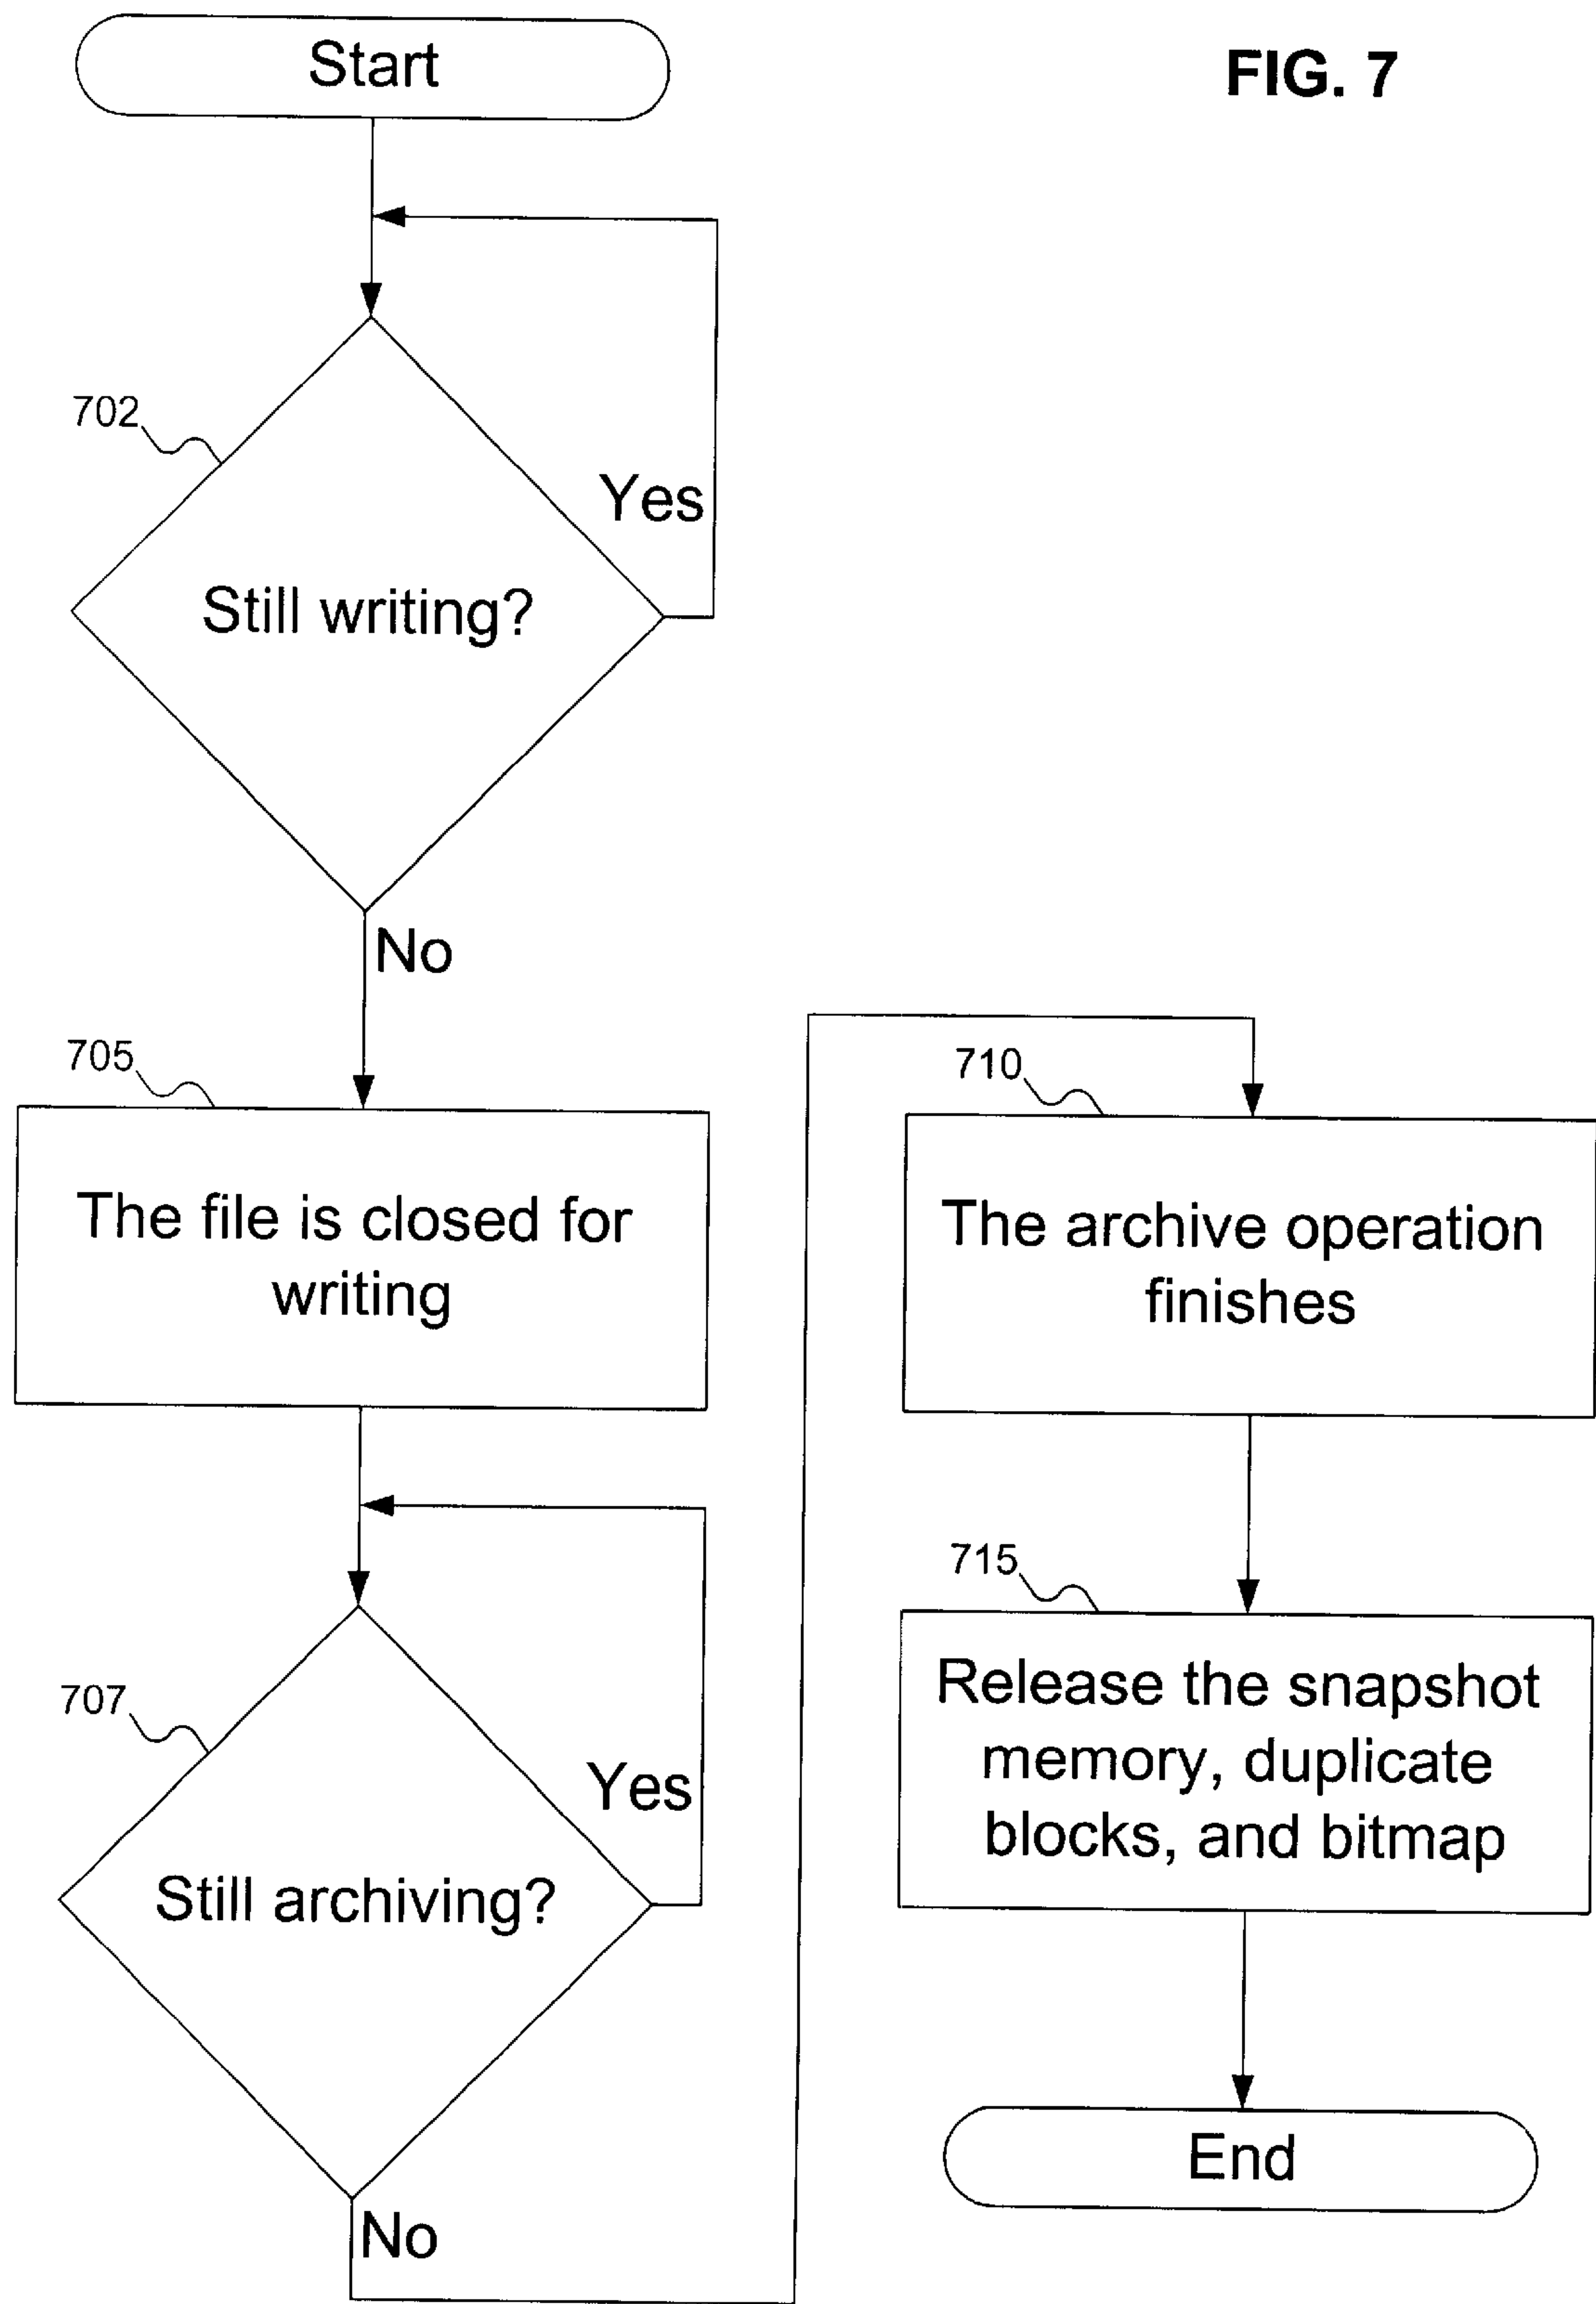 Start
FIG. 7
702
Yes
Still writing?
No
705
The file is closed for
writing
707
Yes
Still archiving?
No
710
The archive operation
finishes
715
Release the snapshot
memory, duplicate
blocks, and bitmap
End